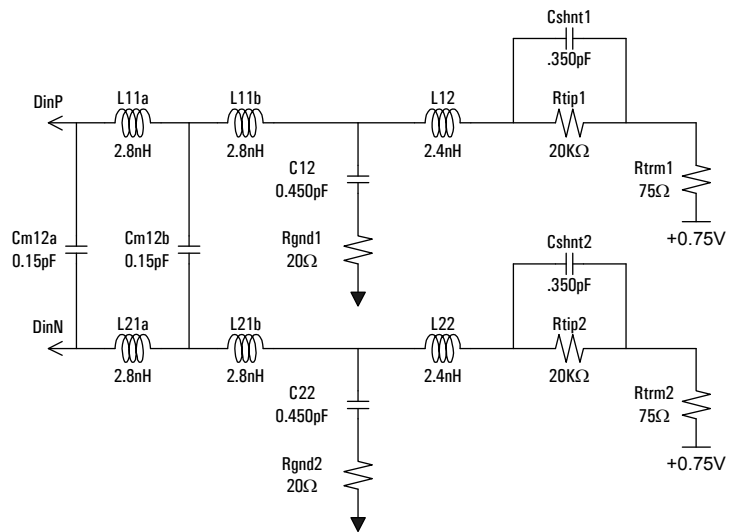 Cshnt1
.350pF
L11a
L11b
L12
Rtip1
DinP
2.8nH
2.8nH
2.4nH
20KΩ
C12
0.450pF
Rtrm1
75Ω
Cm12a
0.15pF
Cm12b
0.15pF
Rgnd1
20Ω
+0.75V
Cshnt2
.350pF
DinN
L21a
L21b
L22
Rtip2
2.8nH
2.8nH
2.4nH
20KΩ
C22
0.450pF
Rtrm2
75Ω
Rgnd2
20Ω
+0.75V